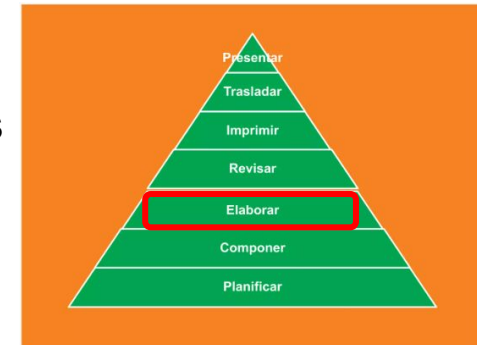 Presentar
Trasladar
Imprimir
Revisar
Elaborar
Componer
Planificar